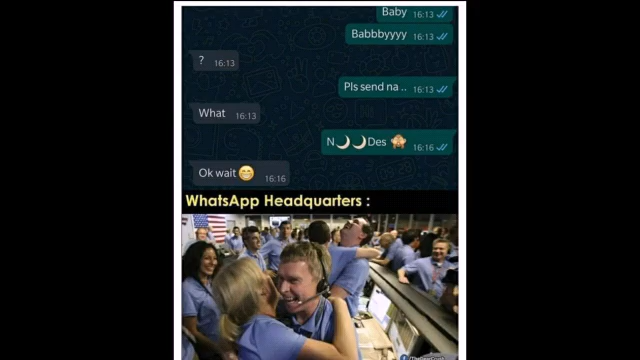 Baby 16:13
Babbbyyyy 16:13
? 16:13
Pls send na .. 16:13
What 16:13
N🌙🌙Des 🙈 16:16
Ok wait 😁 16:16
WhatsApp Headquarters :